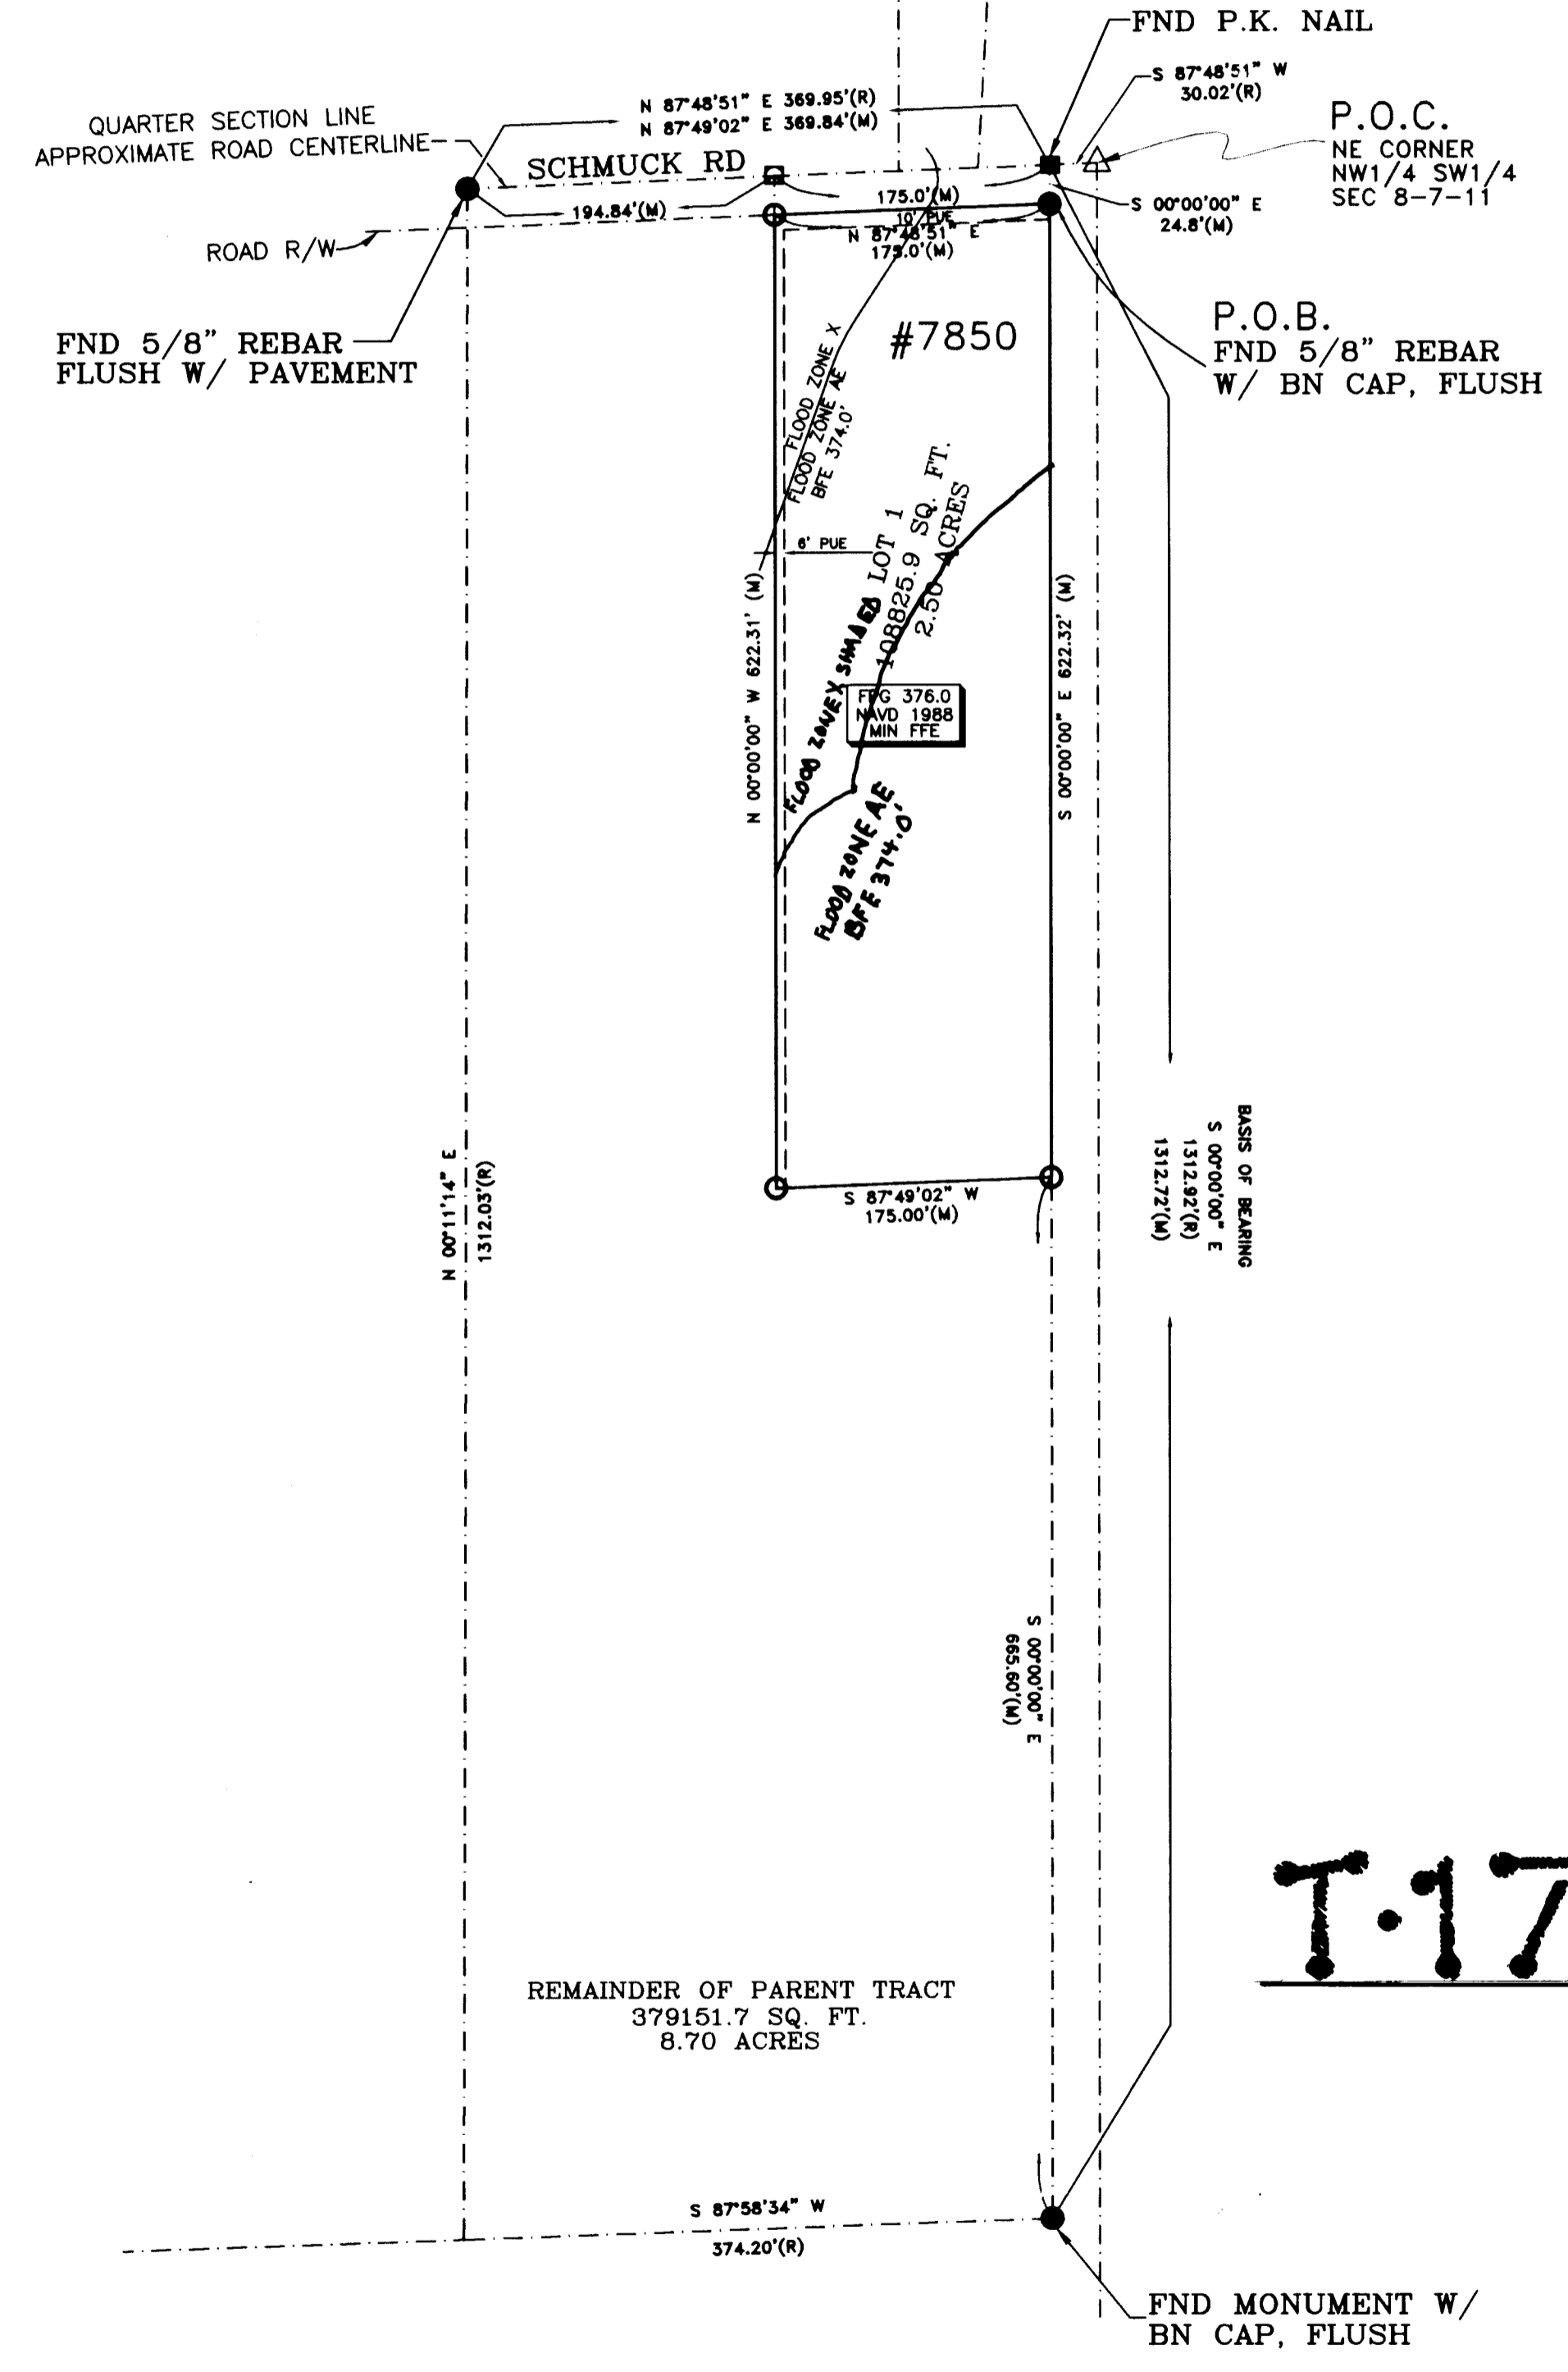 FND P.K. NAIL
S 87°48'51" W
30.02'(R)
P.O.C.
NE CORNER
NW1/4 SW1/4
SEC 8-7-11
N 87°48'51" E 369.95'(R)
N 87°49'02" E 369.84'(M)
QUARTER SECTION LINE
APPROXIMATE ROAD CENTERLINE
SCHMUCK RD
175.0'(M)
194.84'(M)
S 00°00'00" E
24.8'(M)
10' PUE
N 87°48'51" E
175.0'(M)
ROAD R/W
FND 5/8" REBAR
FLUSH W/ PAVEMENT
P.O.B.
FND 5/8" REBAR
W/ BN CAP, FLUSH
#7850
FLOOD ZONE X
FLOOD ZONE AE
BFE 374.0'
6' PUE
LOT 1
108825.9 SQ. FT.
2.50 ACRES
N 00°00'00" W 622.31' (M)
S 00°00'00" E 622.32' (M)
FLOOD ZONE X SHADED
FPG 376.0
NAVD 1988
MIN FFE
FLOOD ZONE AE
BFE 374.0'
S 87°49'02" W
175.00'(M)
N 00°11'14" E
1312.03'(R)
BASIS OF BEARING
S 00°00'00" E
1312.92'(R)
1312.72'(M)
S 00°00'00" E
665.60'(M)
T-17
REMAINDER OF PARENT TRACT
379151.7 SQ. FT.
8.70 ACRES
S 87°58'34" W
374.20'(R)
FND MONUMENT W/
BN CAP, FLUSH